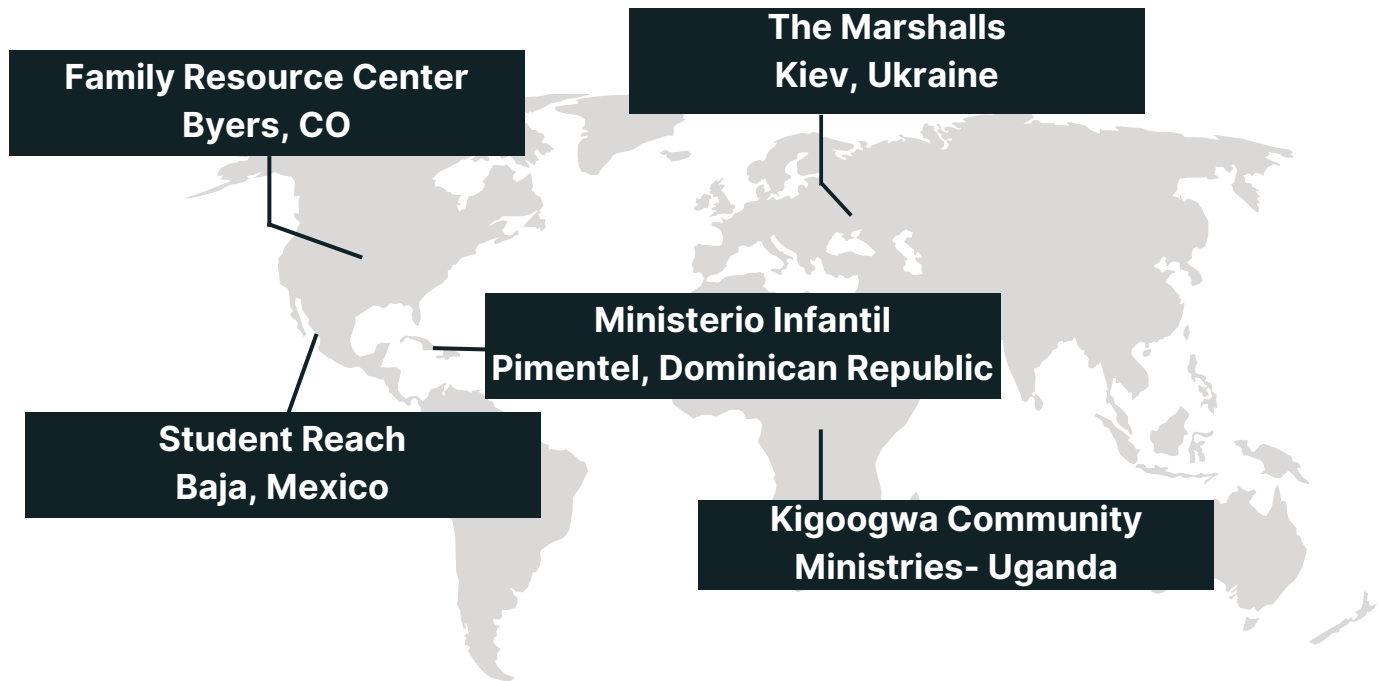 The Marshalls
Kiev, Ukraine
Family Resource Center
Byers, CO
Ministerio Infantil
Pimentel, Dominican Republic
Student Reach
Baja, Mexico
Kigoogwa Community
Ministries- Uganda